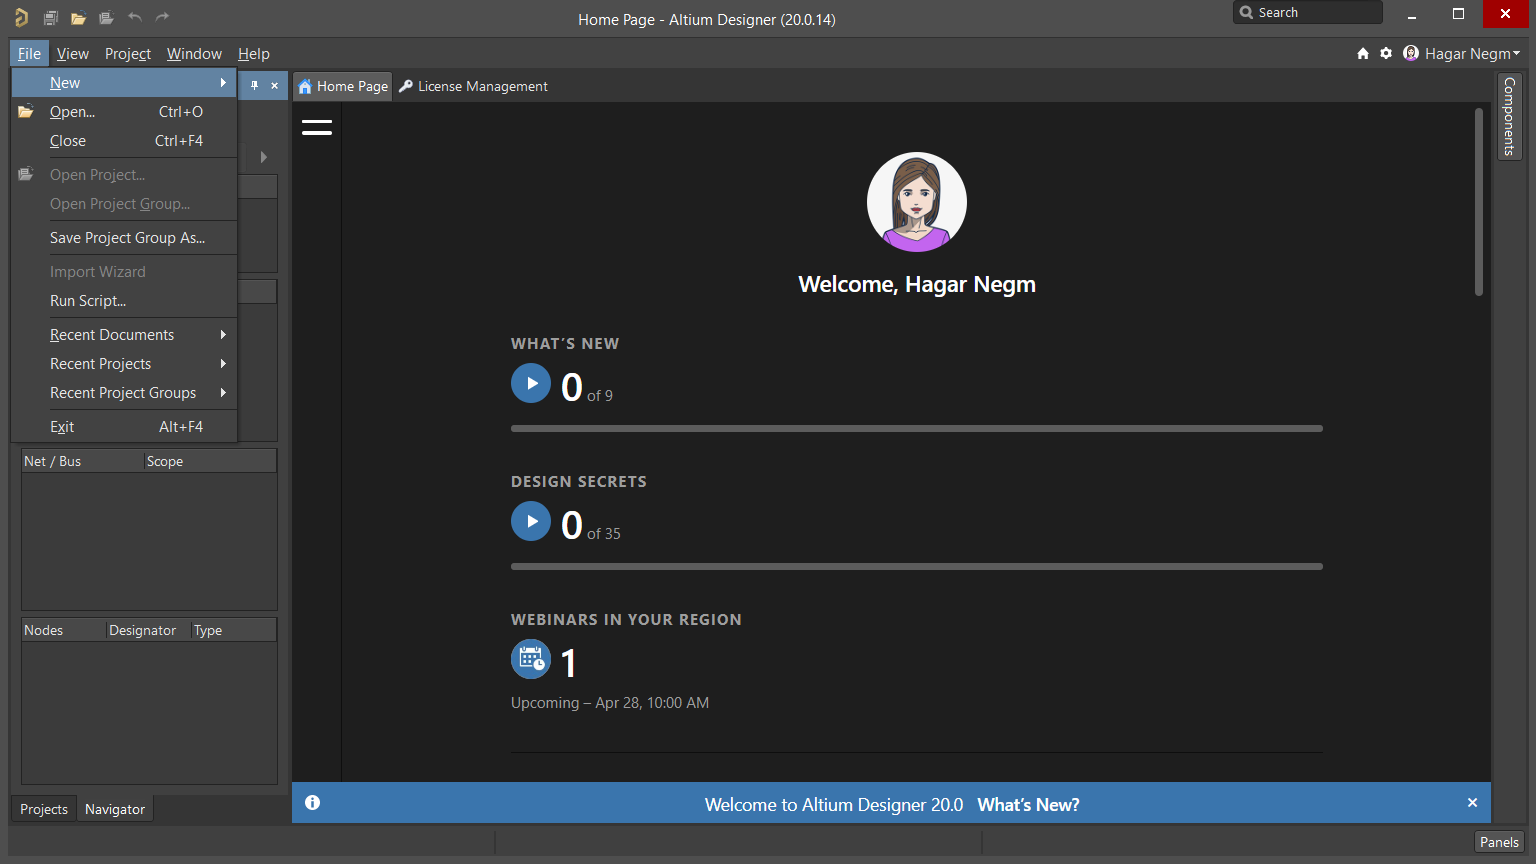 Home Page - Altium Designer (20.0.14)
Search
File View Project Window Help
Hagar Negm
New
Open... Ctrl+O
Close Ctrl+F4
Open Project...
Open Project Group...
Save Project Group As...
Import Wizard
Run Script...
Recent Documents
Recent Projects
Recent Project Groups
Exit Alt+F4
Net / Bus Scope
Nodes Designator Type
Projects Navigator
Home Page License Management
Welcome, Hagar Negm
WHAT'S NEW
0 of 9
DESIGN SECRETS
0 of 35
WEBINARS IN YOUR REGION
1
Upcoming – Apr 28, 10:00 AM
Welcome to Altium Designer 20.0 What's New?
Components
Panels